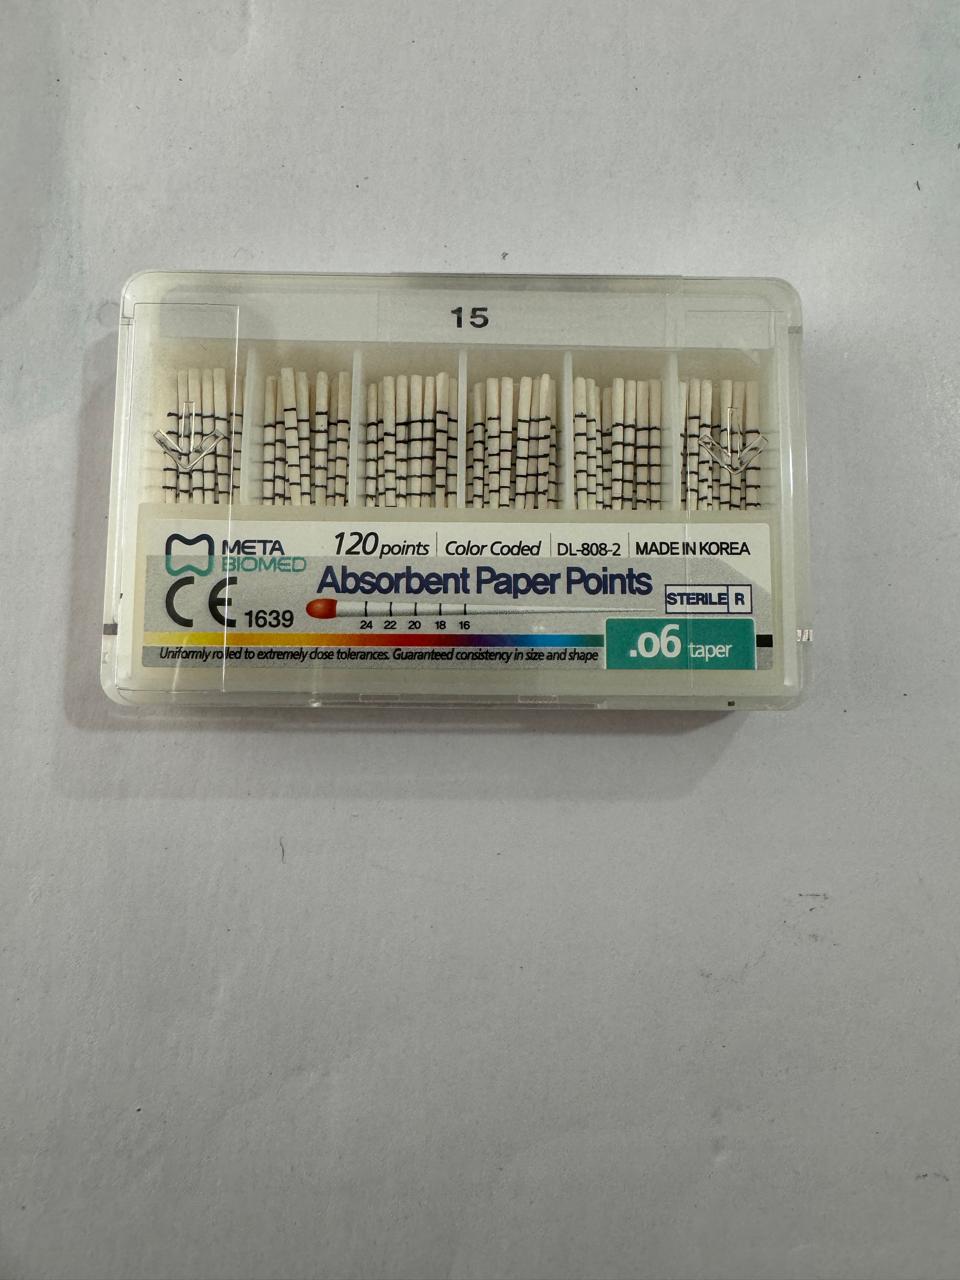 15
META BIOMED
120 points | Color Coded | DL-808-2 | MADE IN KOREA
Absorbent Paper Points
CE 1639
24 22 20 18 16
STERILE R
.06 taper
Uniformly rolled to extremely close tolerances. Guaranteed consistency in size and shape